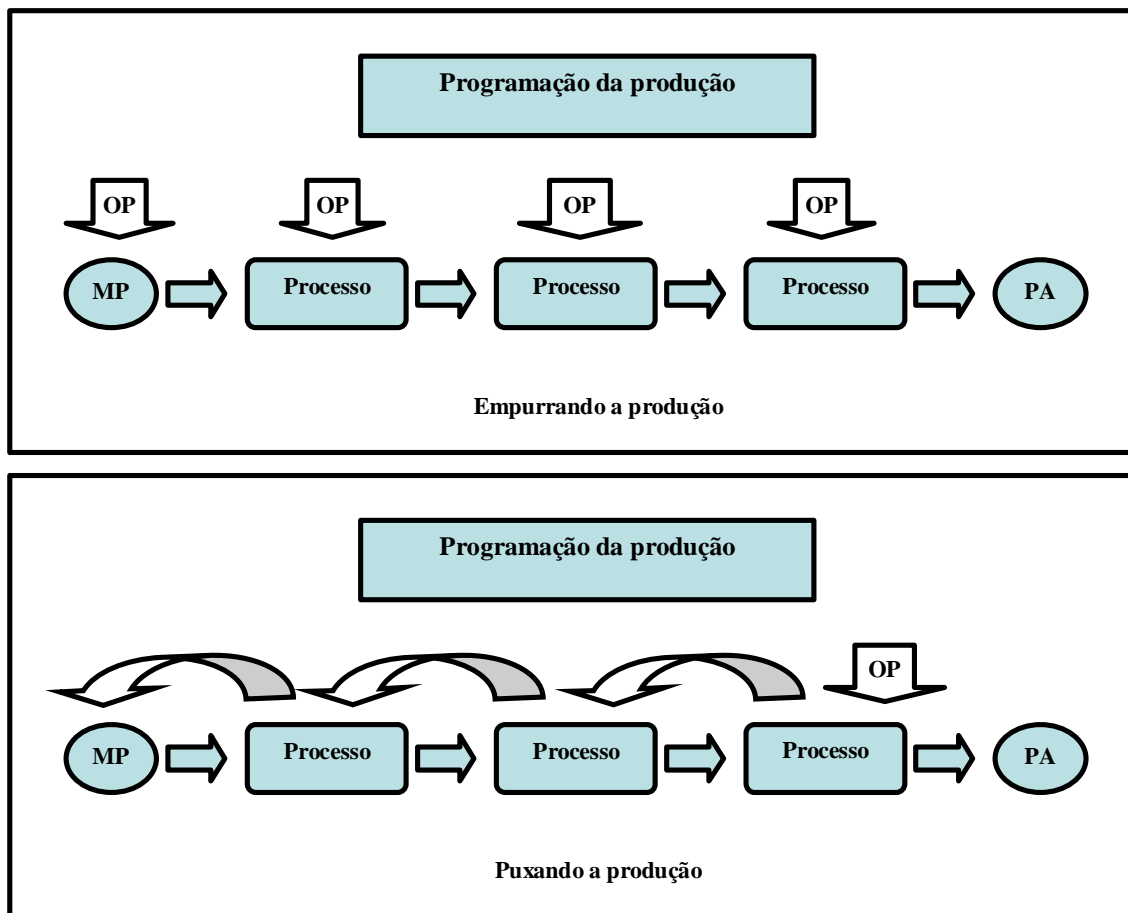 Programação da produção
OP OP OP OP
MP Processo Processo Processo PA
Empurrando a produção
Programação da produção
OP
MP Processo Processo Processo PA
Puxando a produção